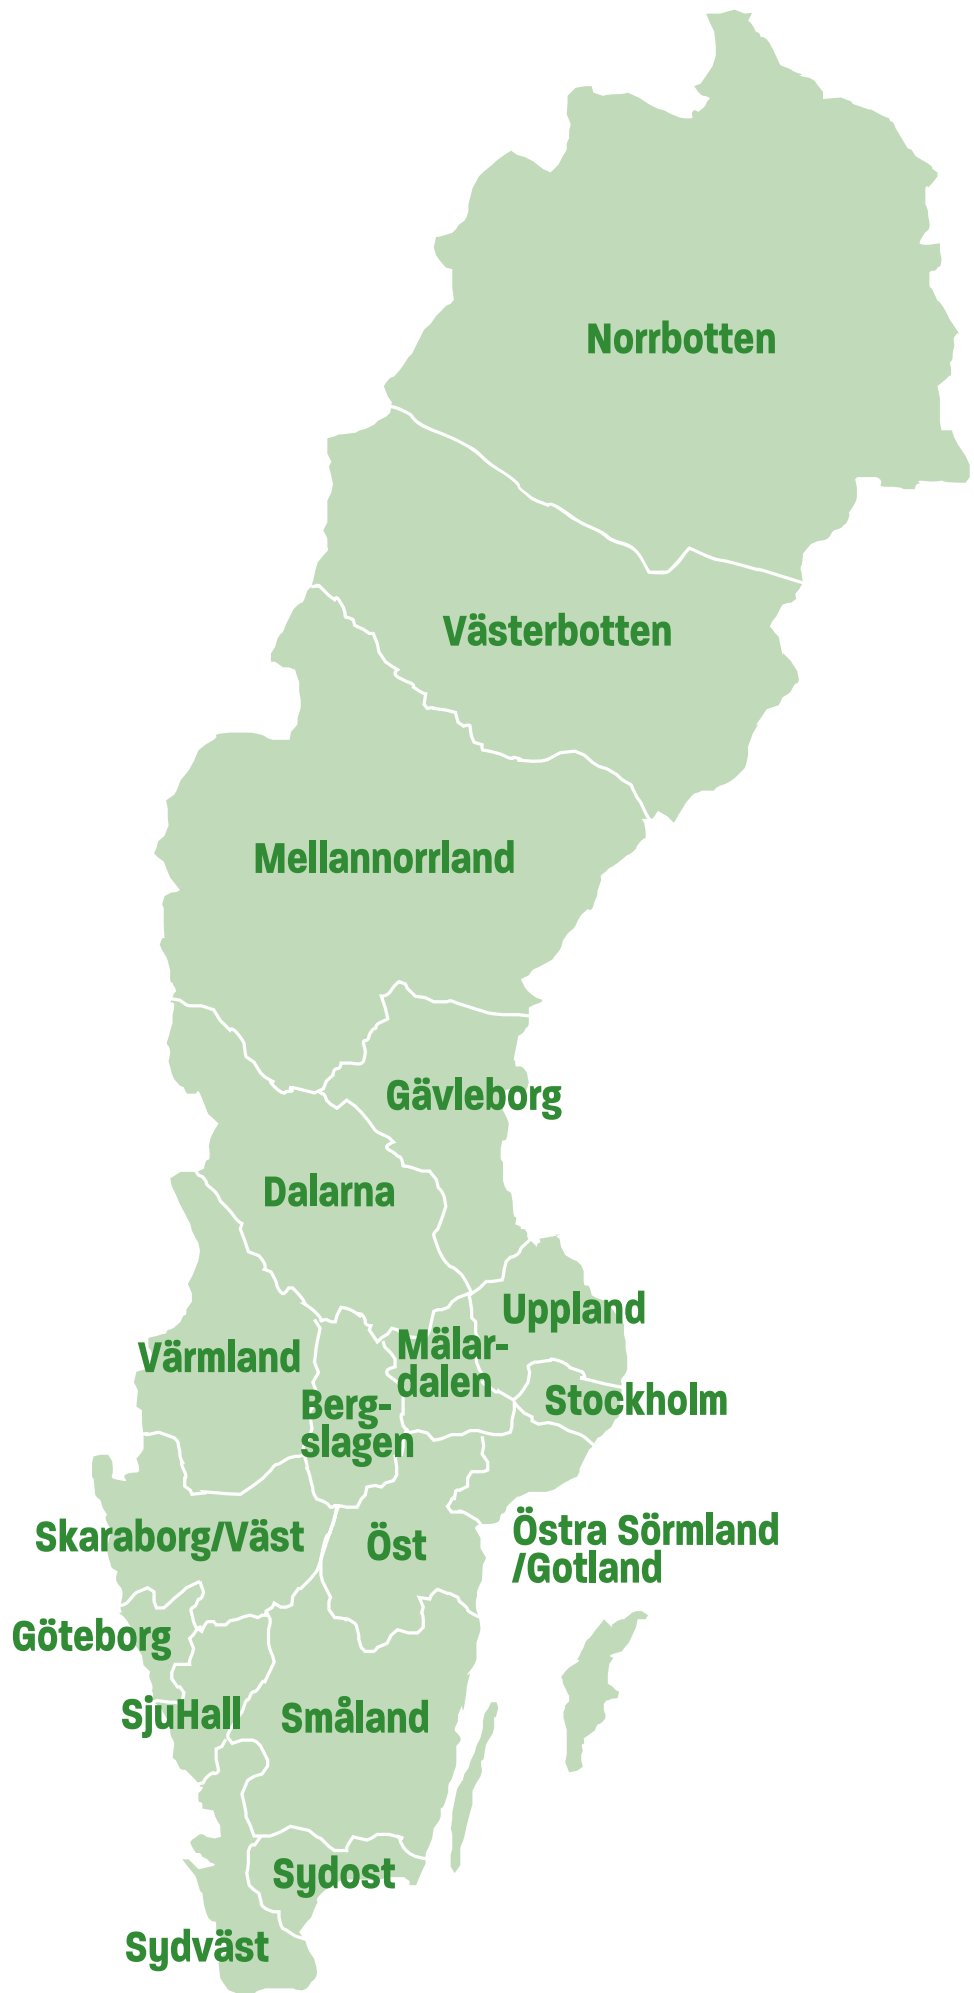 Norrbotten
Västerbotten
Mellannorrland
Gävleborg
Dalarna
Uppland
Mälar-
dalen
Värmland
Stockholm
Berg-
slagen
Östra Sörmland
/Gotland
Skaraborg/Väst
Öst
Göteborg
SjuHall
Småland
Sydost
Sydväst